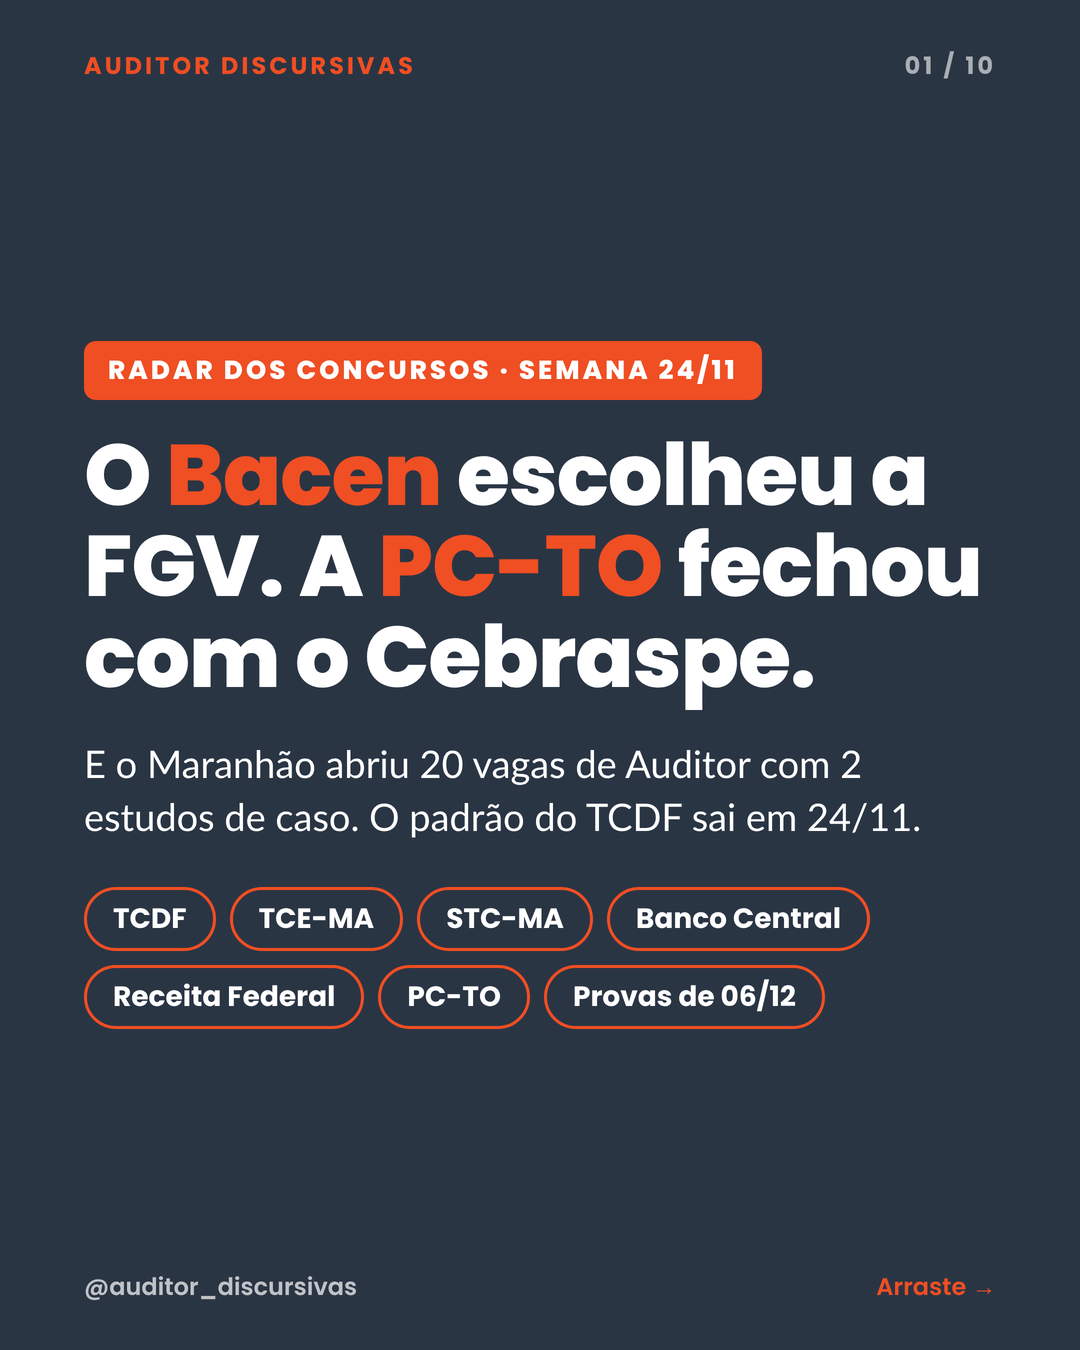 AUDITOR DISCURSIVAS
01 / 10
RADAR DOS CONCURSOS · SEMANA 24/11
O Bacen escolheu a
FGV. A PC-TO fechou
com o Cebraspe.
E o Maranhão abriu 20 vagas de Auditor com 2
estudos de caso. O padrão do TCDF sai em 24/11.
TCDF
TCE-MA
STC-MA
Banco Central
Receita Federal
PC-TO
Provas de 06/12
@auditor_discursivas
Arraste →